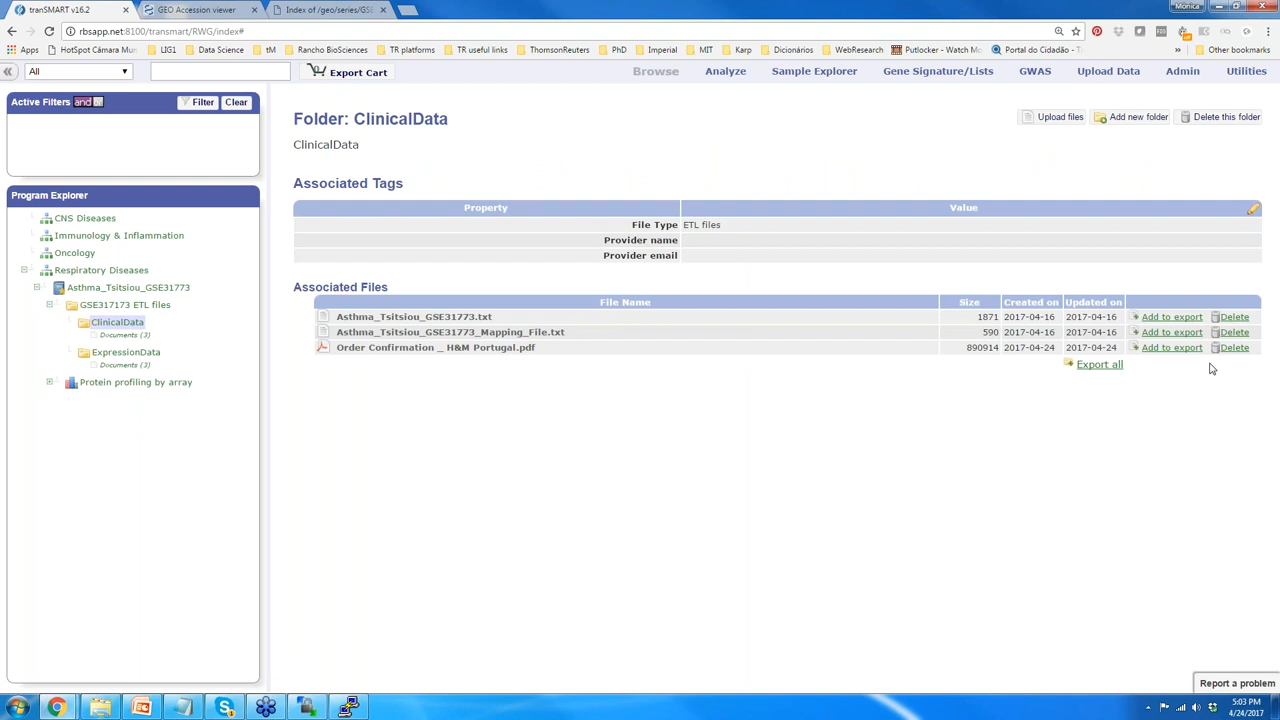 tranSMART v16.2
GEO Accession viewer
Index of /geo/series/GSE
Monica
rbsapp.net:8100/transmart/RWG/index#
Apps HotSpot Câmara Mun LIG1 Data Science tM Rancho BioSciences TR platforms TR useful links ThomsonReuters PhD Imperial MIT Karp Dicionários WebResearch Putlocker - Watch Mo Portal do Cidadão - T » Other bookmarks
All
Export Cart
Browse Analyze Sample Explorer Gene Signature/Lists GWAS Upload Data Admin Utilities
Active Filters and or Filter Clear
Program Explorer
CNS Diseases
Immunology & Inflammation
Oncology
Respiratory Diseases
Asthma_Tsitsiou_GSE31773
GSE317173 ETL files
ClinicalData
Documents (3)
ExpressionData
Documents (3)
Protein profiling by array
Folder: ClinicalData
Upload files Add new folder Delete this folder
ClinicalData
Associated Tags
Property Value
File Type ETL files
Provider name
Provider email
Associated Files
File Name Size Created on Updated on
Asthma_Tsitsiou_GSE31773.txt 1871 2017-04-16 2017-04-16 Add to export Delete
Asthma_Tsitsiou_GSE31773_Mapping_File.txt 590 2017-04-16 2017-04-16 Add to export Delete
Order Confirmation _ H&M Portugal.pdf 890914 2017-04-24 2017-04-24 Add to export Delete
Export all
Report a problem
5:03 PM
4/24/2017